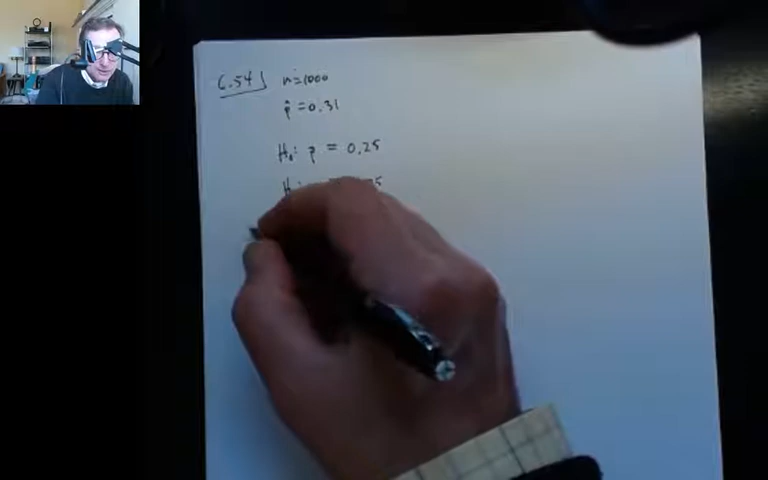 6.54] n=1000
p̂ = 0.31
H₀: p = 0.25